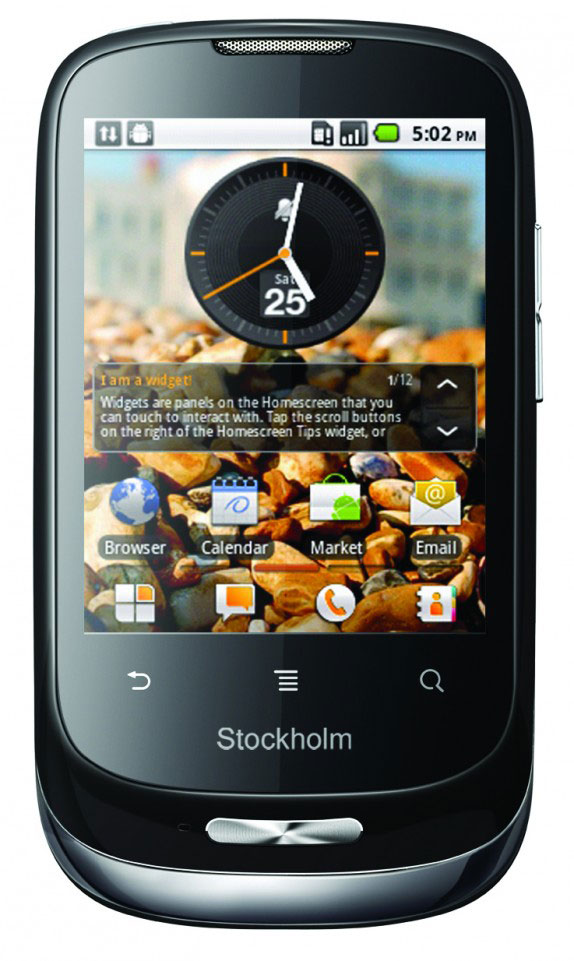 5:02 PM
Sat
25
I am a widget! 1/12
Widgets are panels on the Homescreen that you
can touch to interact with. Tap the scroll buttons
on the right of the Homescreen Tips widget, or
@
Browser Calendar Market Email
Stockholm